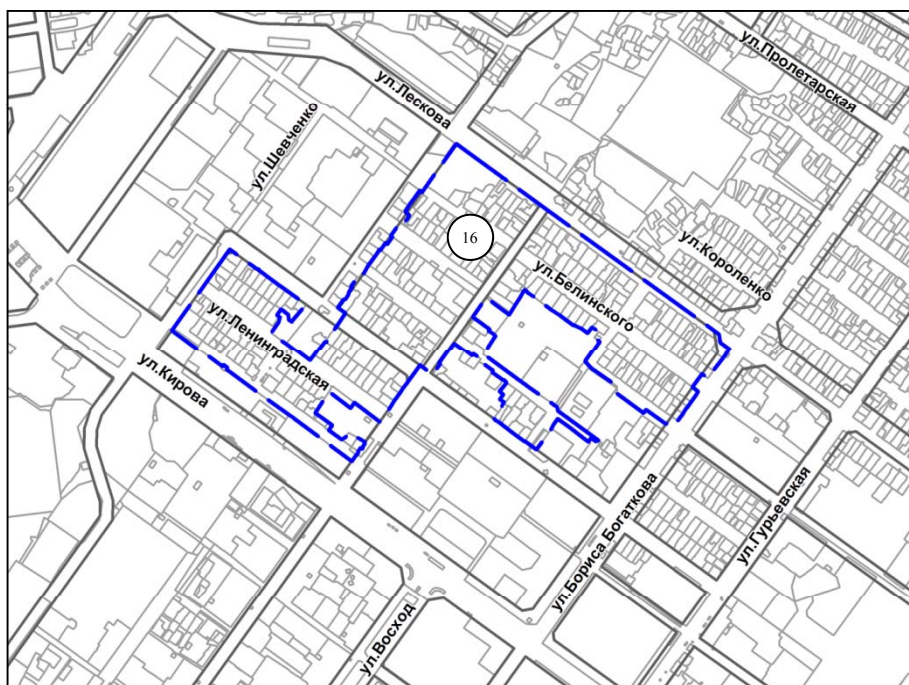 ул.Пролетарская
ул.Лескова
ул.Шевченко
16
ул.Короленко
ул.Белинского
ул.Ленинградская
ул.Кирова
ул.Бориса Богаткова
ул.Гурьевская
ул.Восход